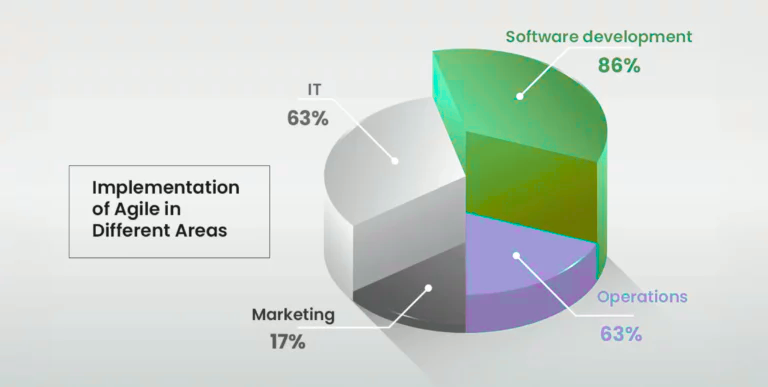 Software development
86%
IT
63%
Implementation
of Agile in
Different Areas
Operations
63%
Marketing
17%